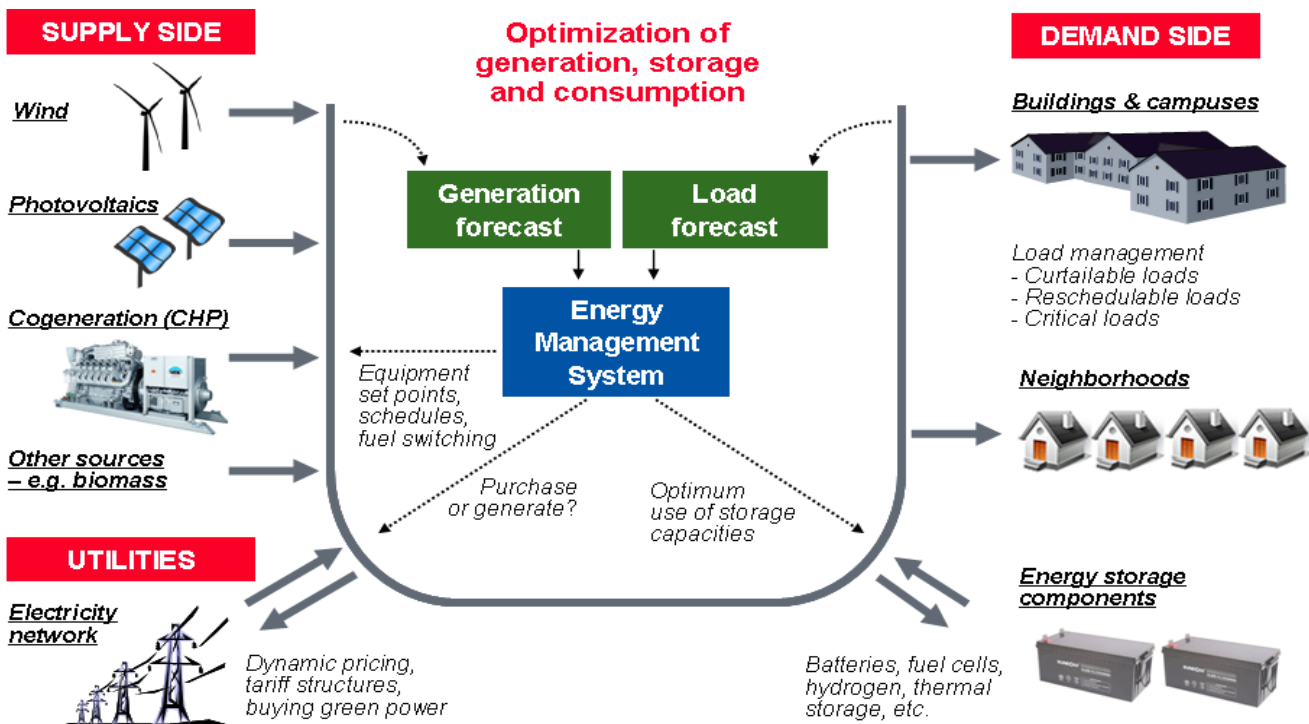 SUPPLY SIDE
Wind
Photovoltaics
Cogeneration (CHP)
Other sources
– e.g. biomass
UTILITIES
Electricity
network
Dynamic pricing,
tariff structures,
buying green power
Optimization of
generation, storage
and consumption
Generation
forecast
Load
forecast
Energy
Management
System
Equipment
set points,
schedules,
fuel switching
Purchase
or generate?
Optimum
use of storage
capacities
DEMAND SIDE
Buildings & campuses
Load management
- Curtailable loads
- Reschedulable loads
- Critical loads
Neighborhoods
Energy storage
components
Batteries, fuel cells,
hydrogen, thermal
storage, etc.